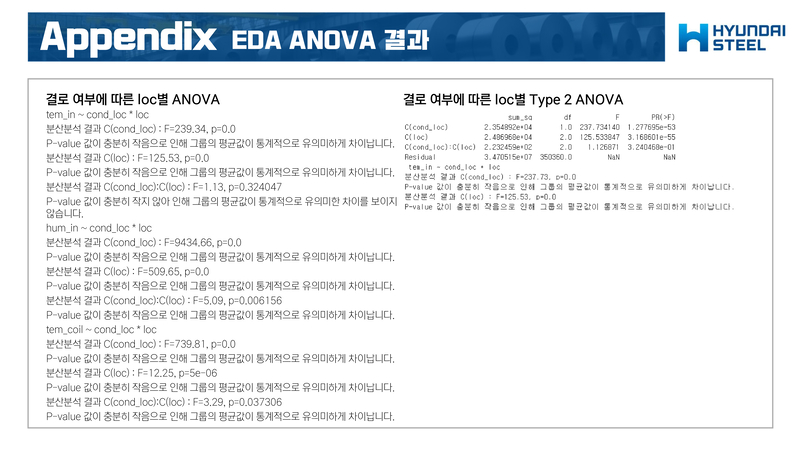 Appendix EDA ANOVA 결과
HYUNDAI
STEEL
결로 여부에 따른 loc별 ANOVA
tem_in ~ cond_loc * loc
분산분석 결과 C(cond_loc) : F=239.34, p=0.0
P-value 값이 충분히 작음으로 인해 그룹의 평균값이 통계적으로 유의미하게 차이납니다.
분산분석 결과 C(loc) : F=125.53, p=0.0
P-value 값이 충분히 작음으로 인해 그룹의 평균값이 통계적으로 유의미하게 차이납니다.
분산분석 결과 C(cond_loc):C(loc) : F=1.13, p=0.324047
P-value 값이 충분히 작지 않아 인해 그룹의 평균값이 통계적으로 유의미한 차이를 보이지
않습니다.
hum_in ~ cond_loc * loc
분산분석 결과 C(cond_loc) : F=9434.66, p=0.0
P-value 값이 충분히 작음으로 인해 그룹의 평균값이 통계적으로 유의미하게 차이납니다.
분산분석 결과 C(loc) : F=509.65, p=0.0
P-value 값이 충분히 작음으로 인해 그룹의 평균값이 통계적으로 유의미하게 차이납니다.
분산분석 결과 C(cond_loc):C(loc) : F=5.09, p=0.006156
P-value 값이 충분히 작음으로 인해 그룹의 평균값이 통계적으로 유의미하게 차이납니다.
tem_coil ~ cond_loc * loc
분산분석 결과 C(cond_loc) : F=739.81, p=0.0
P-value 값이 충분히 작음으로 인해 그룹의 평균값이 통계적으로 유의미하게 차이납니다.
분산분석 결과 C(loc) : F=12.25, p=5e-06
P-value 값이 충분히 작음으로 인해 그룹의 평균값이 통계적으로 유의미하게 차이납니다.
분산분석 결과 C(cond_loc):C(loc) : F=3.29, p=0.037306
P-value 값이 충분히 작음으로 인해 그룹의 평균값이 통계적으로 유의미하게 차이납니다.
결로 여부에 따른 loc별 Type 2 ANOVA
sum_sq df F PR(>F)
C(cond_loc) 2.354892e+04 1.0 237.734140 1.277695e-53
C(loc) 2.486968e+04 2.0 125.533847 3.168601e-55
C(cond_loc):C(loc) 2.232459e+02 2.0 1.126871 3.240468e-01
Residual 3.470515e+07 350360.0 NaN NaN
tem_in ~ cond_loc * loc
분산분석 결과 C(cond_loc) : F=237.73, p=0.0
P-value 값이 충분히 작음으로 인해 그룹의 평균값이 통계적으로 유의미하게 차이납니다.
분산분석 결과 C(loc) : F=125.53, p=0.0
P-value 값이 충분히 작음으로 인해 그룹의 평균값이 통계적으로 유의미하게 차이납니다.